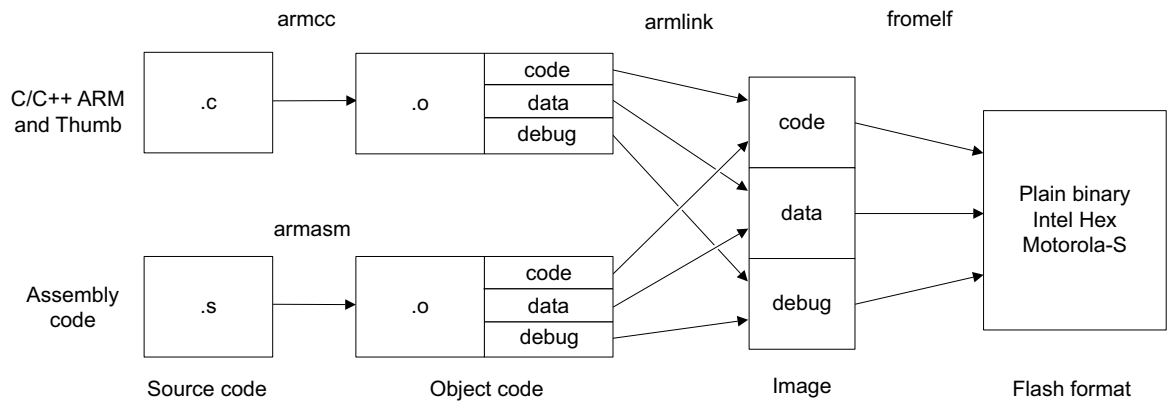 armcc
armlink
fromelf
C/C++ ARM
and Thumb
.c
.o
code
data
debug
code
data
debug
Plain binary
Intel Hex
Motorola-S
armasm
Assembly
code
.s
.o
code
data
debug
Source code
Object code
Image
Flash format